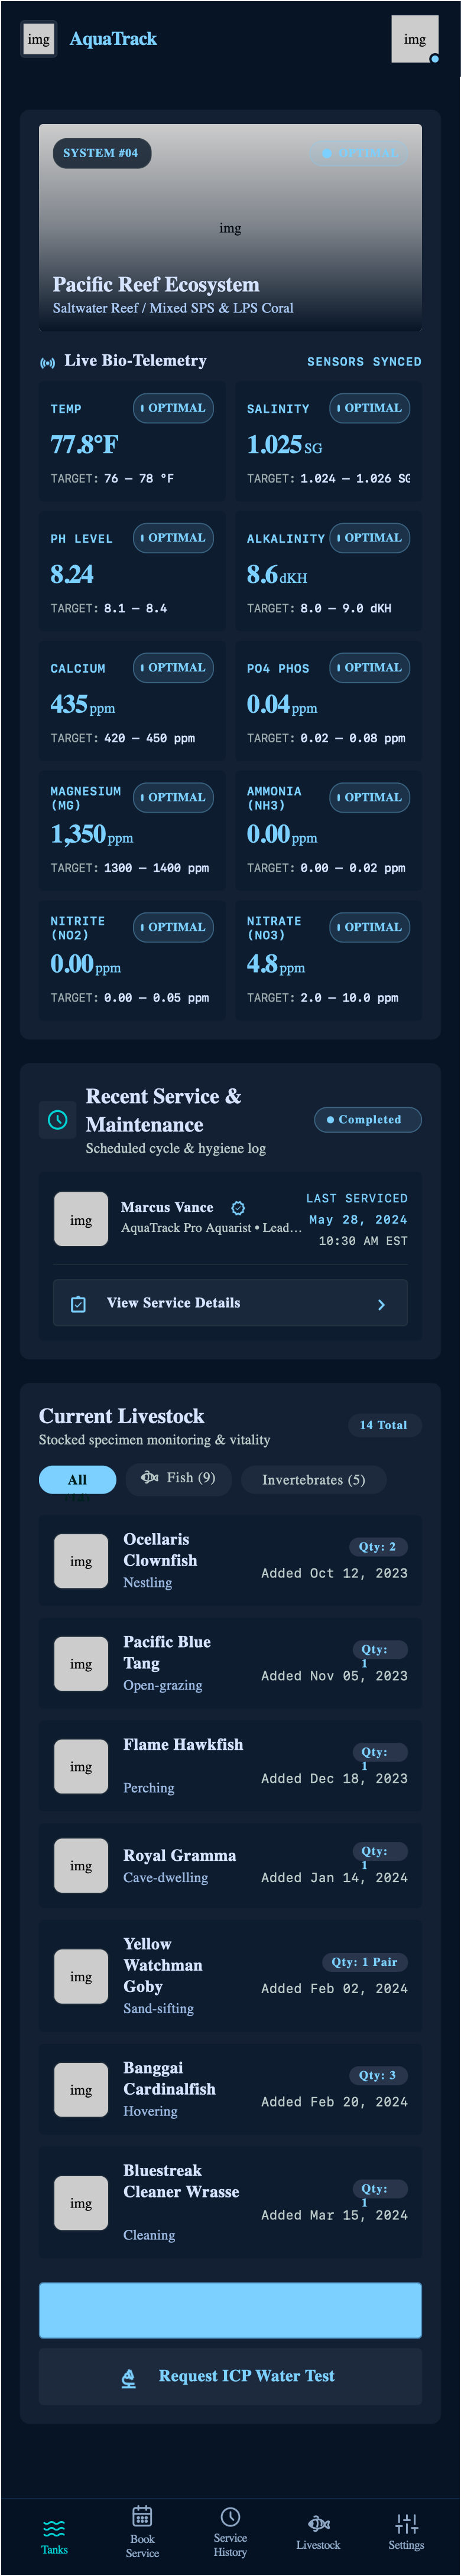 img
AquaTrack
img
SYSTEM #04
OPTIMAL
img
Pacific Reef Ecosystem
Saltwater Reef / Mixed SPS & LPS Coral
Live Bio-Telemetry
SENSORS SYNCED
TEMP
OPTIMAL
77.8°F
TARGET: 76 – 78 °F
SALINITY
OPTIMAL
1.025 SG
TARGET: 1.024 – 1.026 SG
PH LEVEL
OPTIMAL
8.24
TARGET: 8.1 – 8.4
ALKALINITY
OPTIMAL
8.6 dKH
TARGET: 8.0 – 9.0 dKH
CALCIUM
OPTIMAL
435 ppm
TARGET: 420 – 450 ppm
PO4 PHOS
OPTIMAL
0.04 ppm
TARGET: 0.02 – 0.08 ppm
MAGNESIUM
(MG)
OPTIMAL
1,350 ppm
TARGET: 1300 – 1400 ppm
AMMONIA
(NH3)
OPTIMAL
0.00 ppm
TARGET: 0.00 – 0.02 ppm
NITRITE
(NO2)
OPTIMAL
0.00 ppm
TARGET: 0.00 – 0.05 ppm
NITRATE
(NO3)
OPTIMAL
4.8 ppm
TARGET: 2.0 – 10.0 ppm
Recent Service &
Maintenance
Scheduled cycle & hygiene log
Completed
img
Marcus Vance
AquaTrack Pro Aquarist • Lead...
LAST SERVICED
May 28, 2024
10:30 AM EST
View Service Details
Current Livestock
Stocked specimen monitoring & vitality
14 Total
All
Fish (9)
Invertebrates (5)
img
Ocellaris
Clownfish
Nestling
Qty: 2
Added Oct 12, 2023
img
Pacific Blue
Tang
Open-grazing
Qty:
1
Added Nov 05, 2023
img
Flame Hawkfish
Perching
Qty:
1
Added Dec 18, 2023
img
Royal Gramma
Cave-dwelling
Qty:
1
Added Jan 14, 2024
img
Yellow
Watchman
Goby
Sand-sifting
Qty: 1 Pair
Added Feb 02, 2024
img
Banggai
Cardinalfish
Hovering
Qty: 3
Added Feb 20, 2024
img
Bluestreak
Cleaner Wrasse
Cleaning
Qty:
1
Added Mar 15, 2024
Request ICP Water Test
Tanks
Book
Service
Service
History
Livestock
Settings